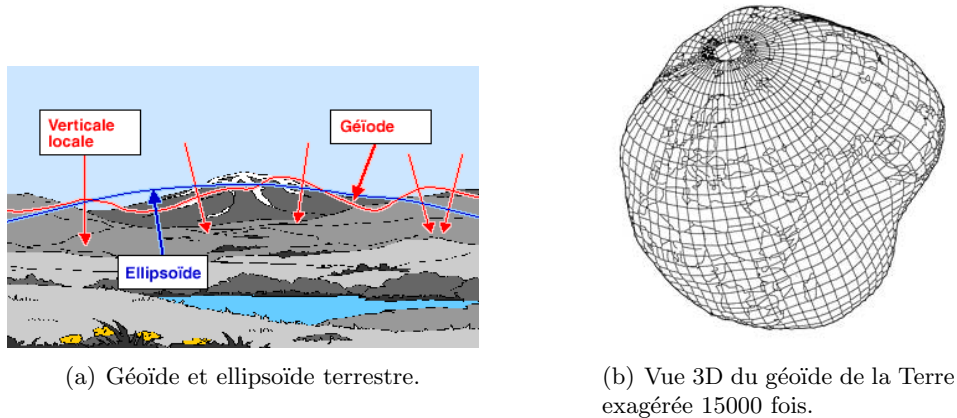 Verticale
locale
Géïode
Ellipsoïde
(a) Géoïde et ellipsoïde terrestre.
(b) Vue 3D du géoïde de la Terre
exagérée 15000 fois.